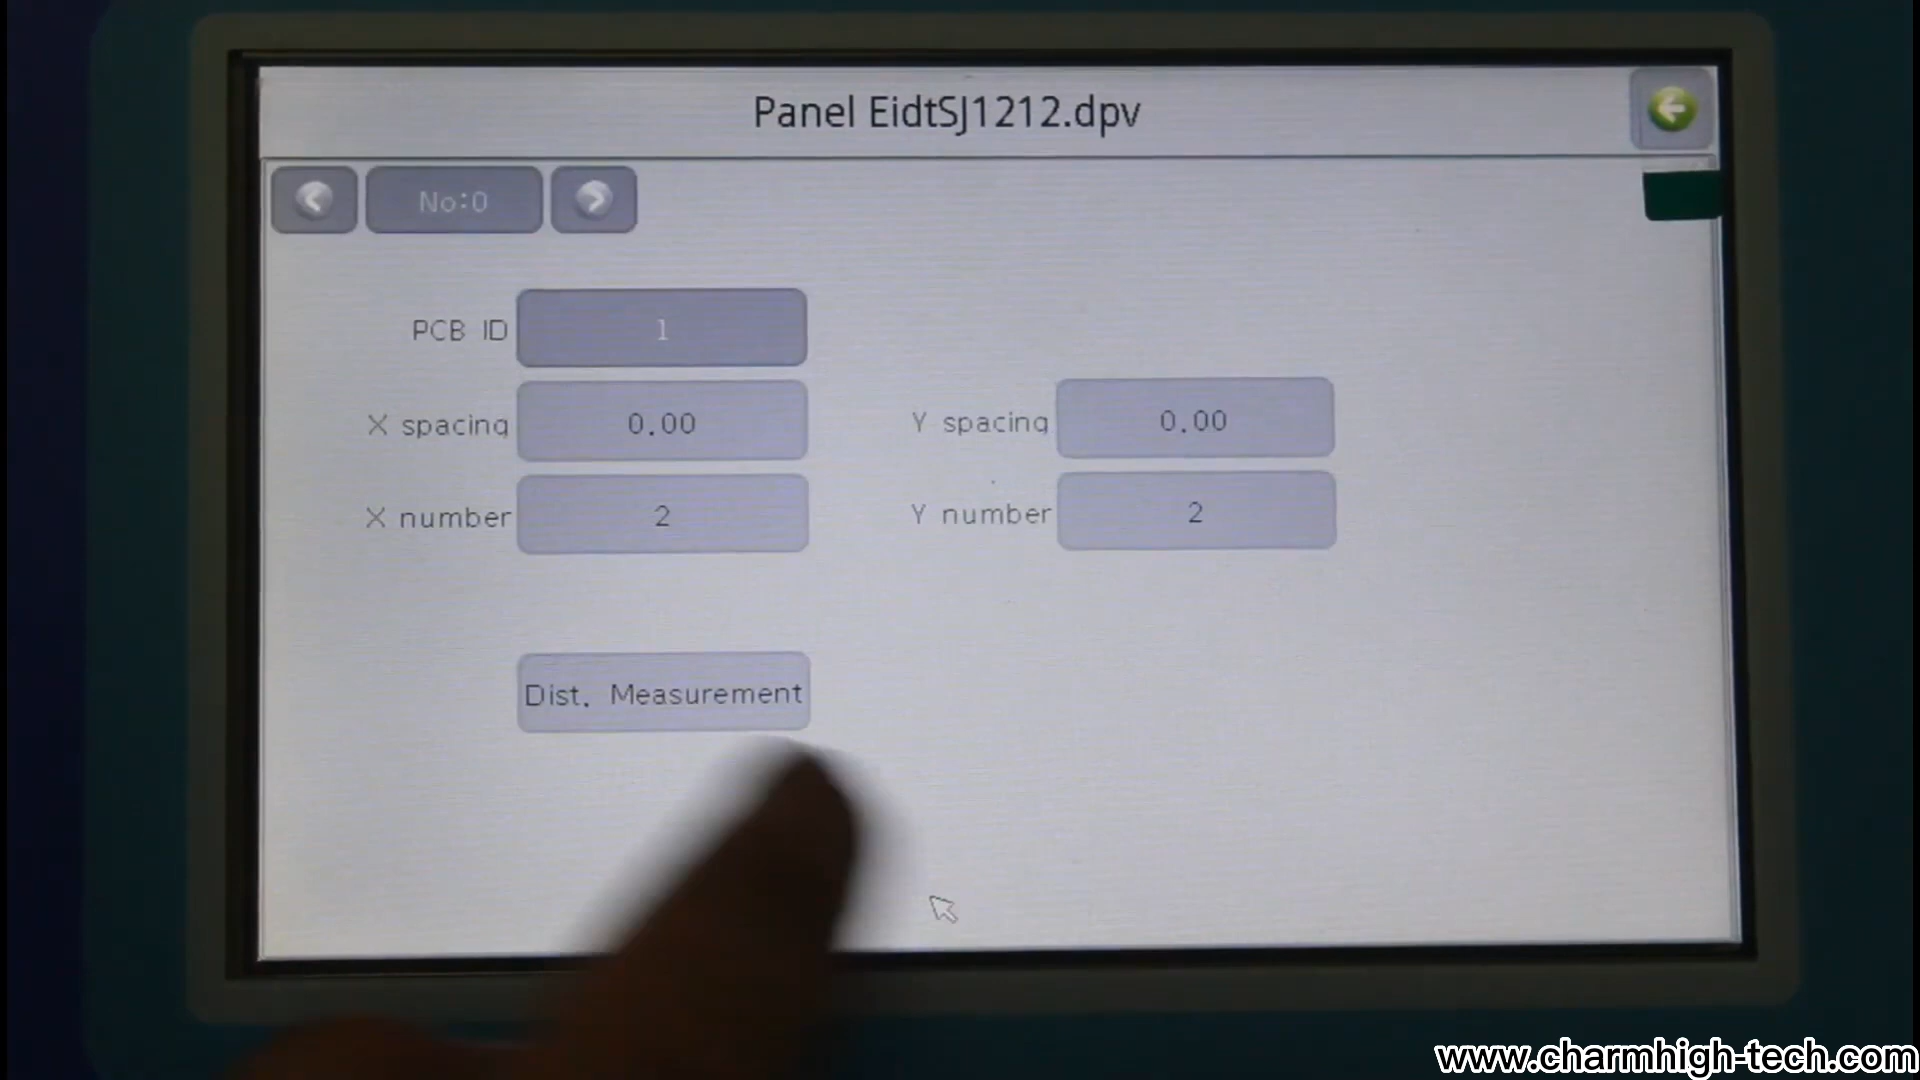 Panel EidtSJ1212.dpv
No:0
PCB ID 1
X spacing 0.00 Y spacing 0.00
X number 2 Y number 2
Dist. Measurement
www.charmhigh-tech.com